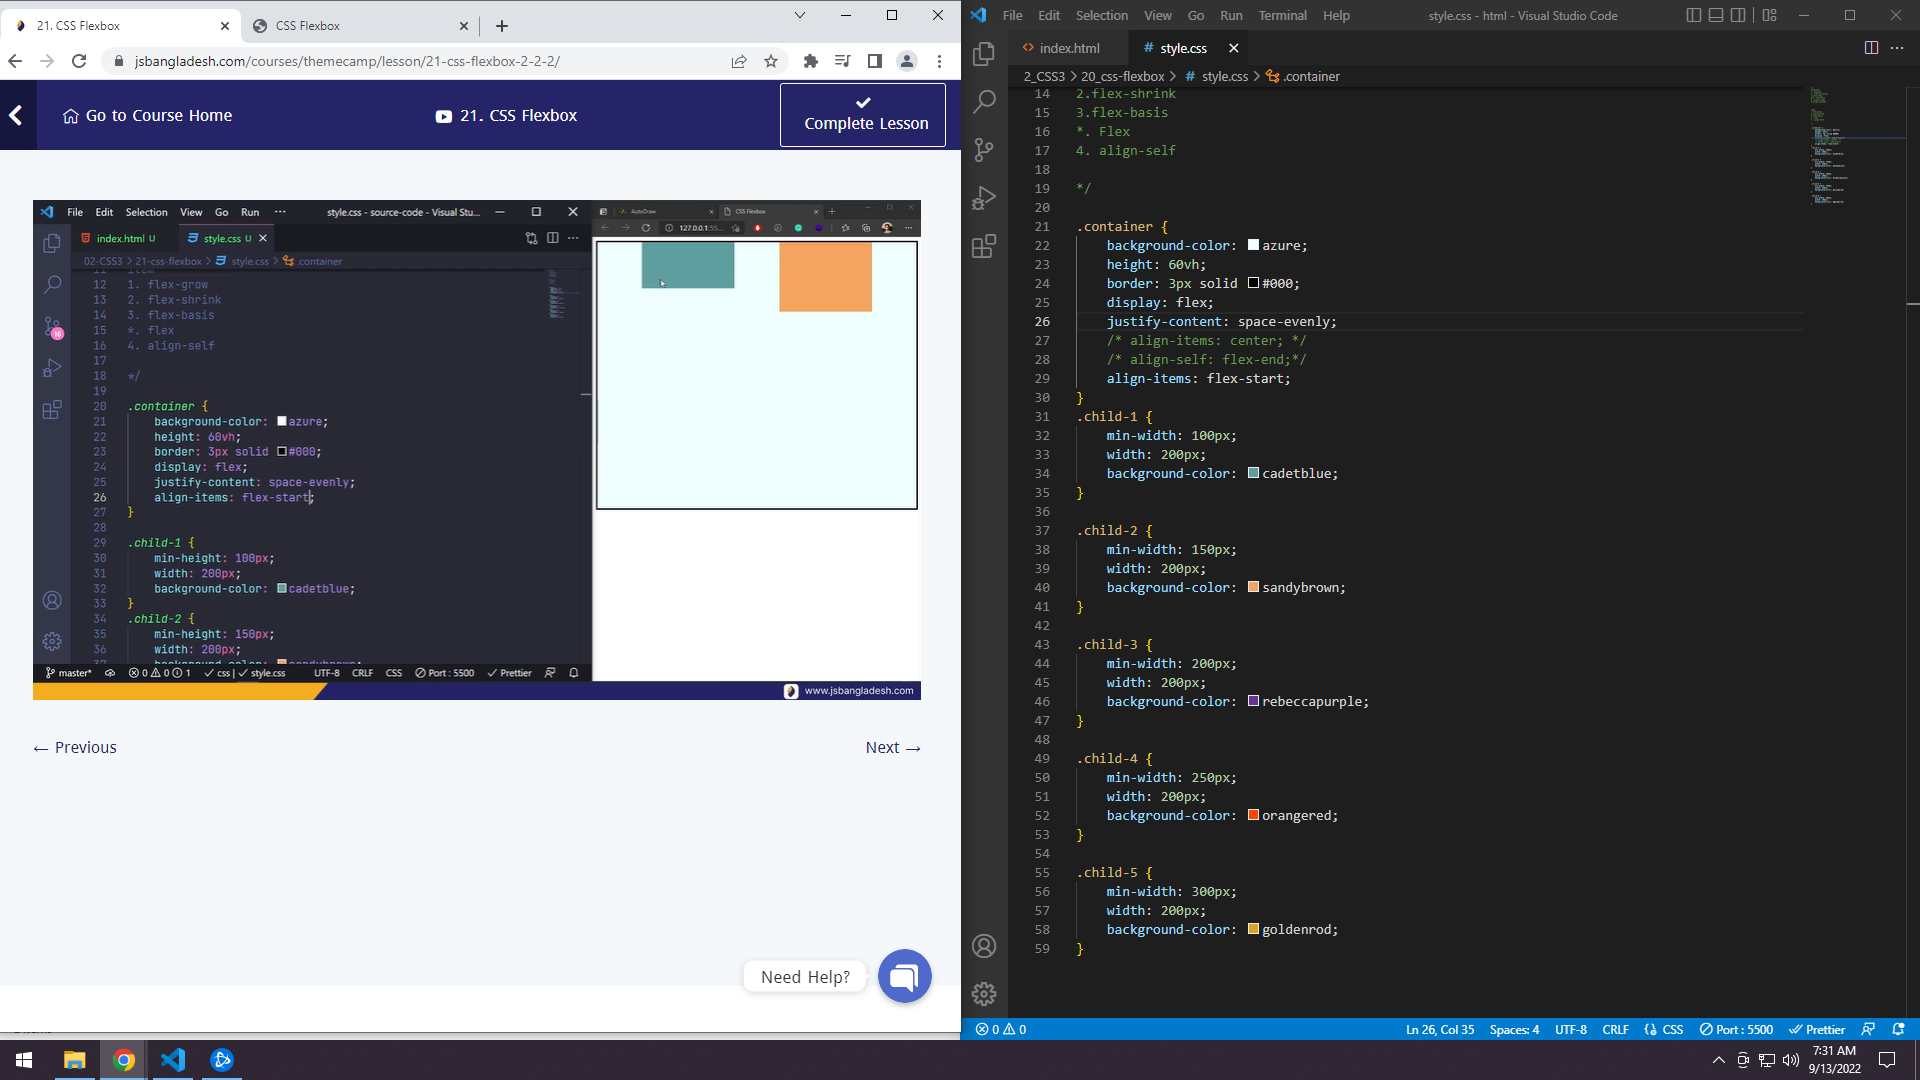 21. CSS Flexbox
CSS Flexbox
jsbangladesh.com/courses/themecamp/lesson/21-css-flexbox-2-2-2/
Go to Course Home
21. CSS Flexbox
Complete Lesson
File Edit Selection View Go Run ···
style.css - source-code - Visual Stu...
index.html U
style.css U
02-CSS3 > 21-css-flexbox > style.css > .container
12 1. flex-grow
13 2. flex-shrink
14 3. flex-basis
15 *. flex
16 4. align-self
17
18 */
19
20 .container {
21 background-color: azure;
22 height: 60vh;
23 border: 3px solid #000;
24 display: flex;
25 justify-content: space-evenly;
26 align-items: flex-start;
27 }
28
29 .child-1 {
30 min-height: 100px;
31 width: 200px;
32 background-color: cadetblue;
33 }
34 .child-2 {
35 min-height: 150px;
36 width: 200px;
master* 0 0 1 css | style.css UTF-8 CRLF CSS Port : 5500 Prettier
AutoDraw
CSS Flexbox
127.0.0.1:55...
www.jsbangladesh.com
← Previous
Next →
Need Help?
File Edit Selection View Go Run Terminal Help
style.css - html - Visual Studio Code
index.html
# style.css
2_CSS3 > 20_css-flexbox > # style.css > .container
14 2.flex-shrink
15 3.flex-basis
16 *. Flex
17 4. align-self
18
19 */
20
21 .container {
22 background-color: azure;
23 height: 60vh;
24 border: 3px solid #000;
25 display: flex;
26 justify-content: space-evenly;
27 /* align-items: center; */
28 /* align-self: flex-end;*/
29 align-items: flex-start;
30 }
31 .child-1 {
32 min-width: 100px;
33 width: 200px;
34 background-color: cadetblue;
35 }
36
37 .child-2 {
38 min-width: 150px;
39 width: 200px;
40 background-color: sandybrown;
41 }
42
43 .child-3 {
44 min-width: 200px;
45 width: 200px;
46 background-color: rebeccapurple;
47 }
48
49 .child-4 {
50 min-width: 250px;
51 width: 200px;
52 background-color: orangered;
53 }
54
55 .child-5 {
56 min-width: 300px;
57 width: 200px;
58 background-color: goldenrod;
59 }
0 0
Ln 26, Col 35 Spaces: 4 UTF-8 CRLF {} CSS Port : 5500 Prettier
7:31 AM
9/13/2022